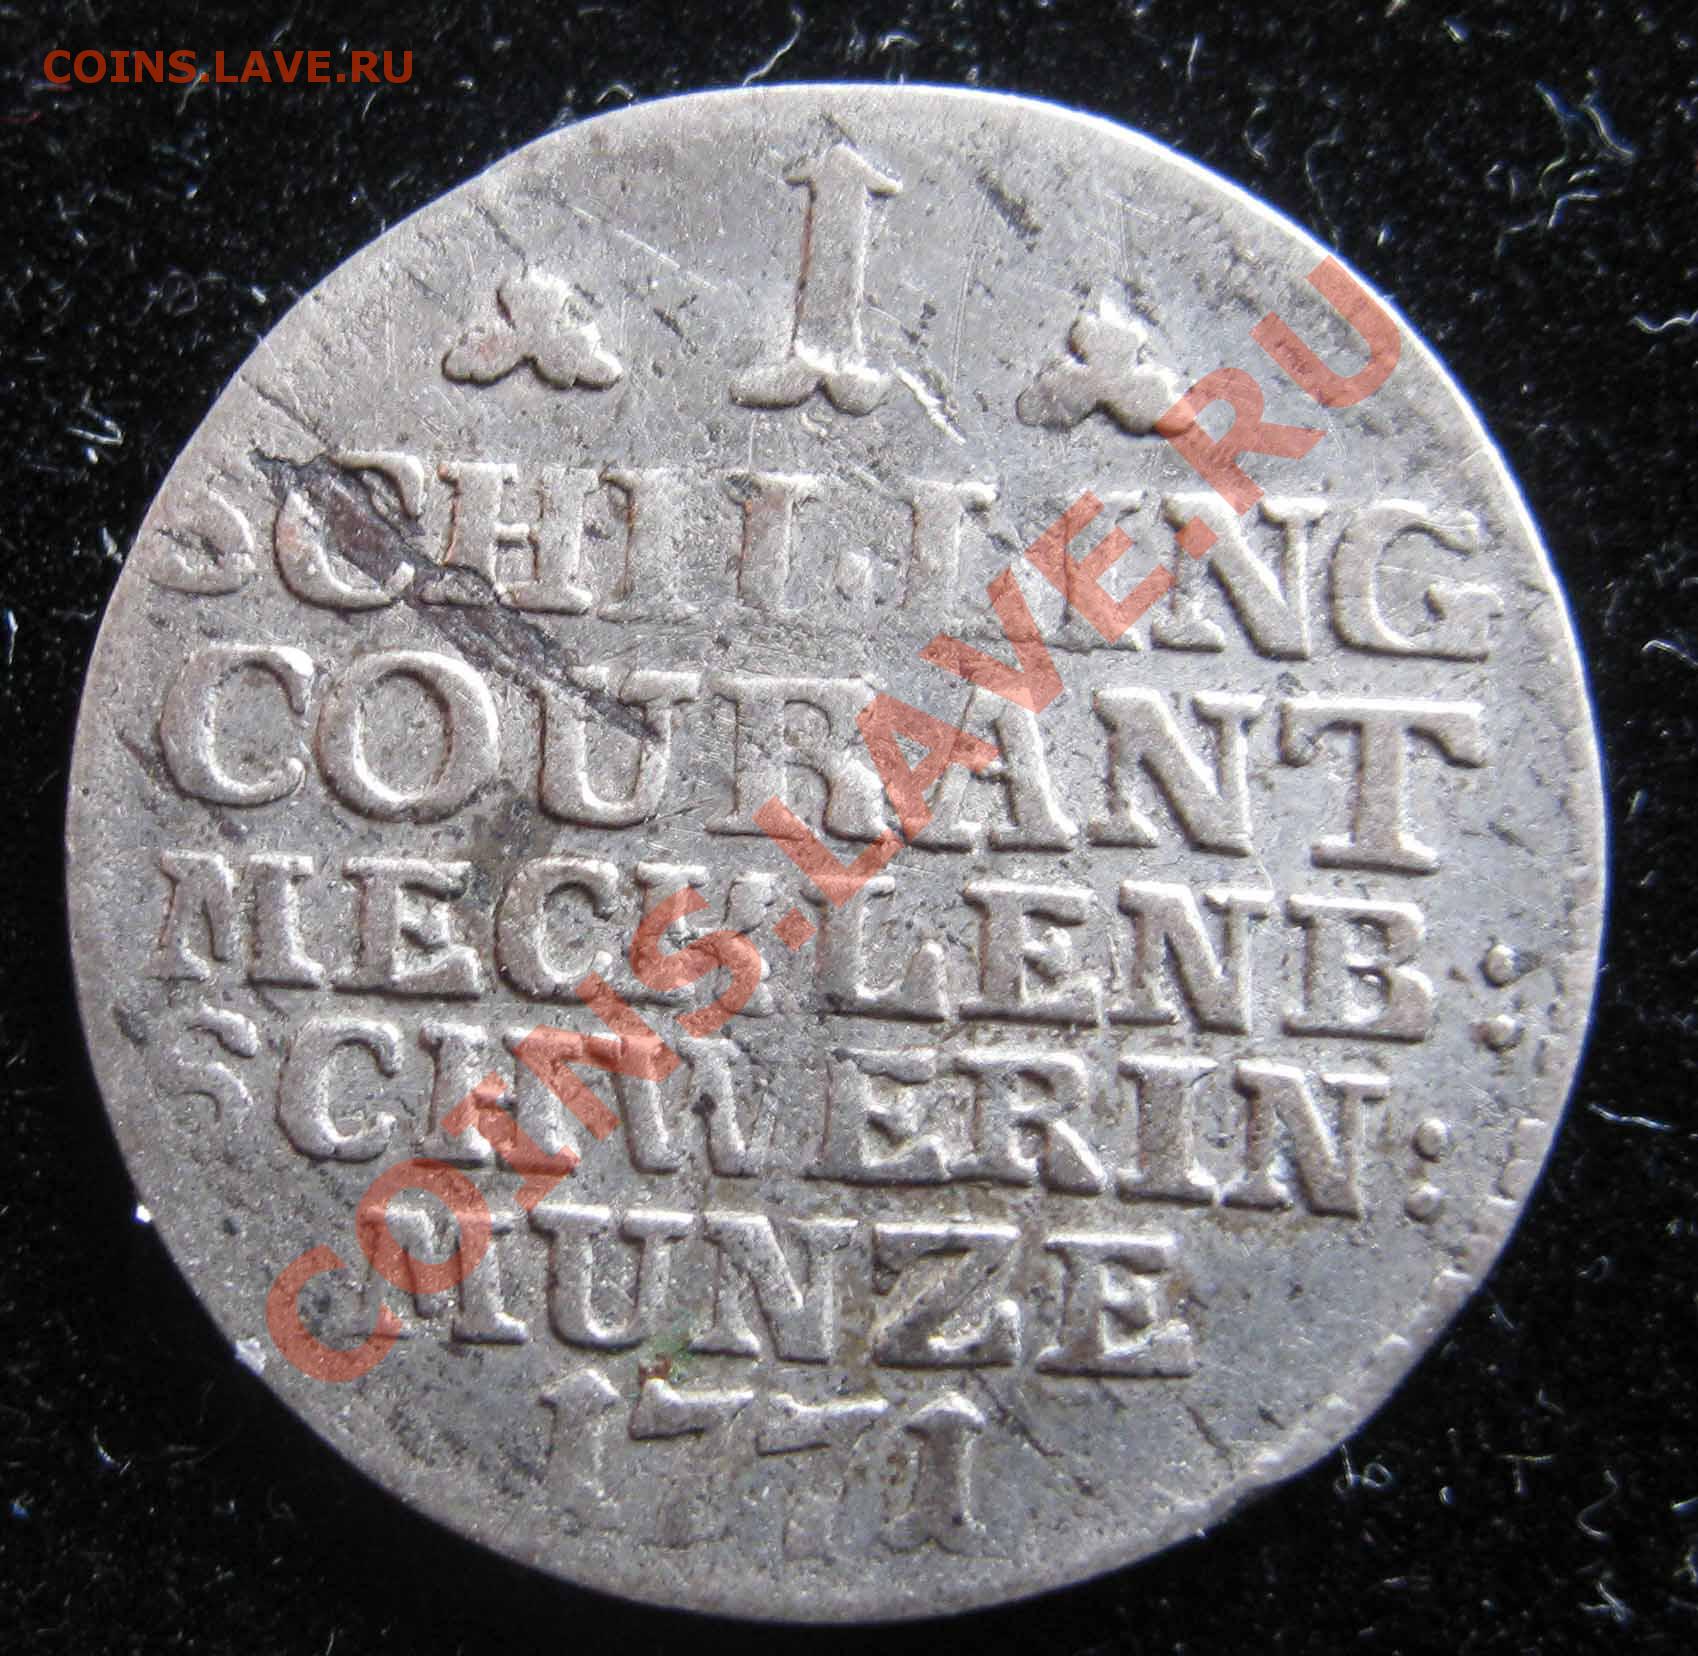 COINS.LAVE.RU
1
SCHILLING
COURANT
MECKLENB:
SCHWERIN:
MUNZE
1771
COINS.LAVE.RU